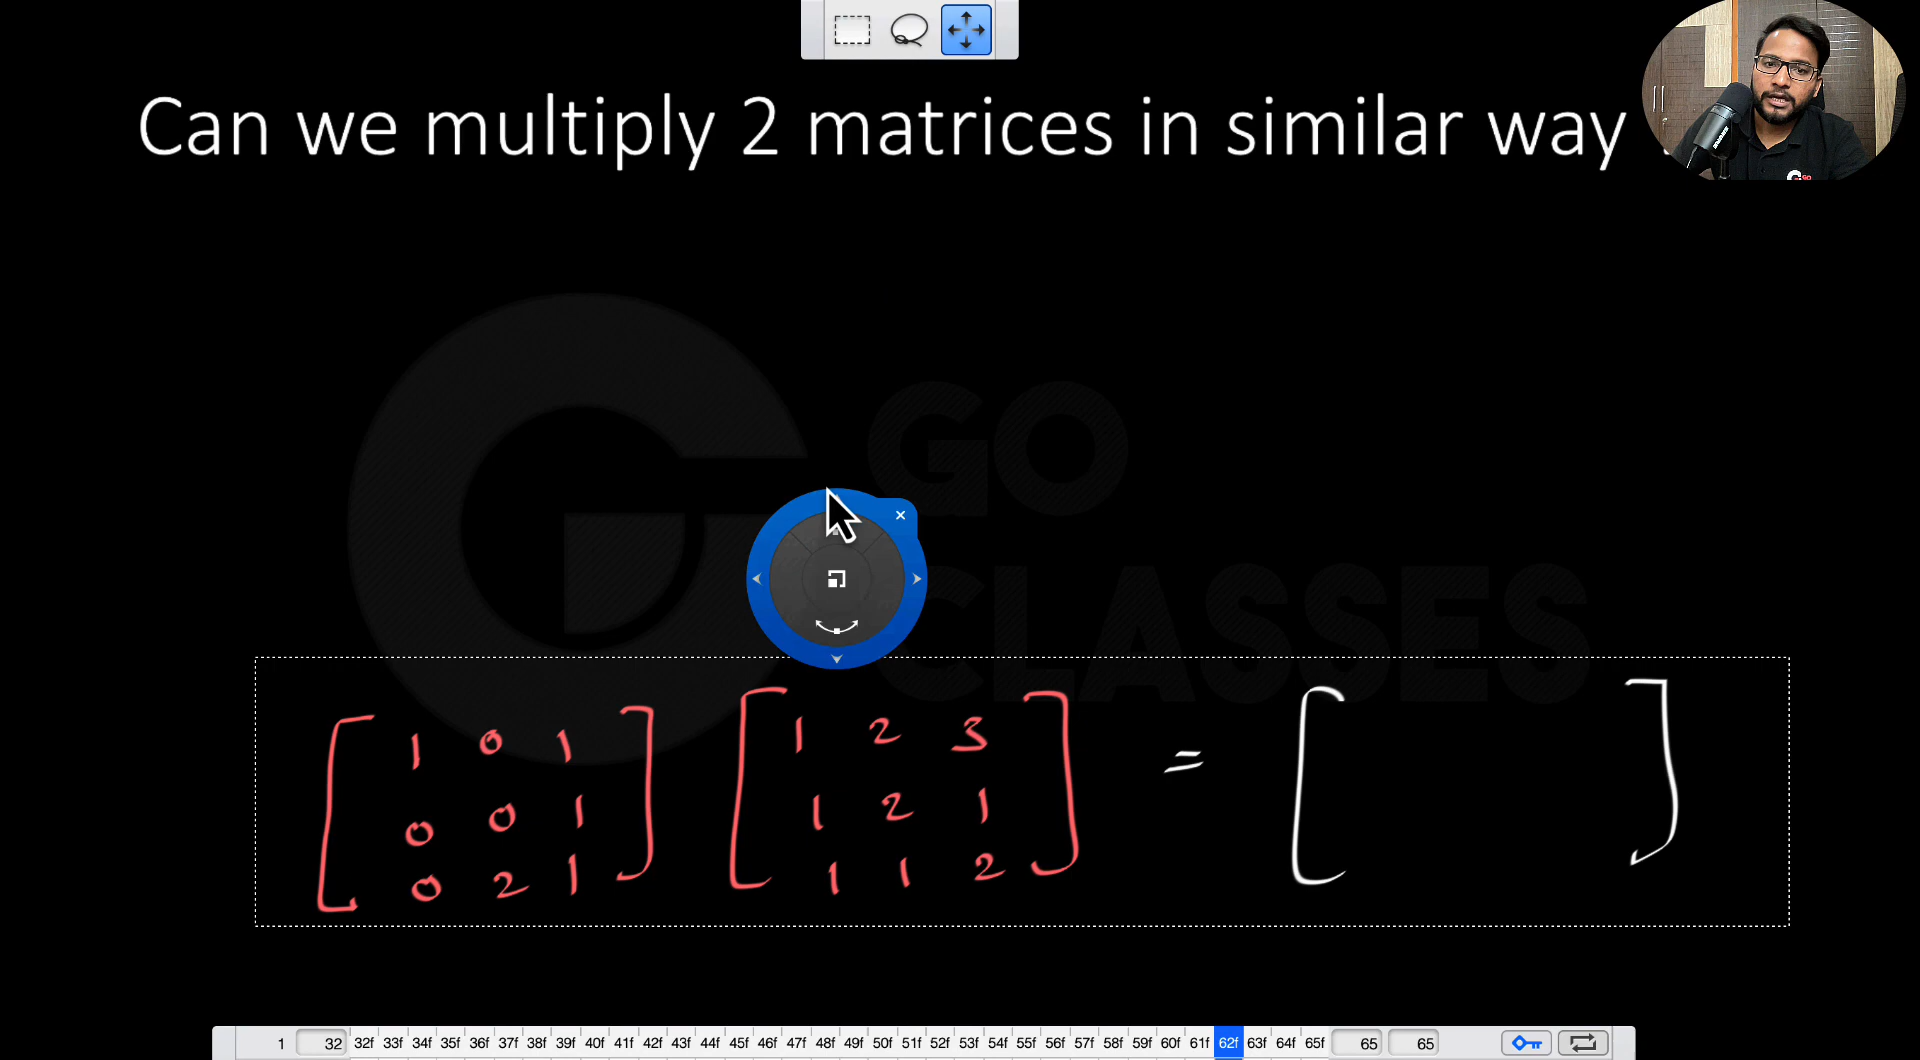 Can we multiply 2 matrices in similar way
GO
CLASSES
1 0 1
0 0 1
0 2 1
1 2 3
1 2 1
1 1 2
=
1 32 32f 33f 34f 35f 36f 37f 38f 39f 40f 41f 42f 43f 44f 45f 46f 47f 48f 49f 50f 51f 52f 53f 54f 55f 56f 57f 58f 59f 60f 61f 62f 63f 64f 65f 65 65